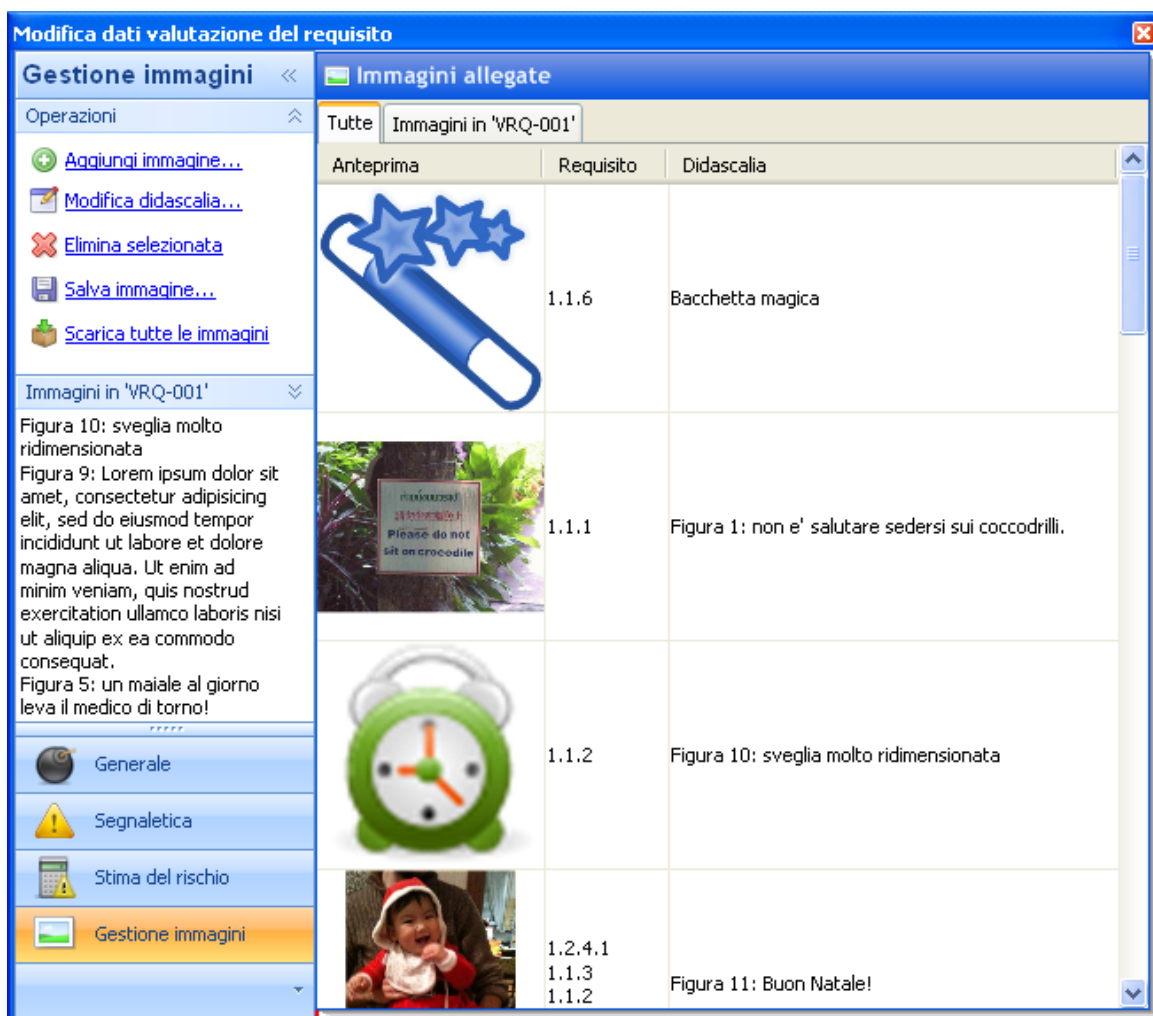 Modifica dati valutazione del requisito
Gestione immagini
Operazioni
Aggiungi immagine...
Modifica didascalia...
Elimina selezionata
Salva immagine...
Scarica tutte le immagini
Immagini in 'VRQ-001'
Figura 10: sveglia molto
ridimensionata
Figura 9: Lorem ipsum dolor sit
amet, consectetur adipisicing
elit, sed do eiusmod tempor
incididunt ut labore et dolore
magna aliqua. Ut enim ad
minim veniam, quis nostrud
exercitation ullamco laboris nisi
ut aliquip ex ea commodo
consequat.
Figura 5: un maiale al giorno
leva il medico di torno!
Generale
Segnaletica
Stima del rischio
Gestione immagini
Immagini allegate
Tutte
Immagini in 'VRQ-001'
Anteprima Requisito Didascalia
1.1.6 Bacchetta magica
Please do not
sit on crocodile
1.1.1 Figura 1: non e' salutare sedersi sui coccodrilli.
1.1.2 Figura 10: sveglia molto ridimensionata
1.2.4.1
1.1.3
1.1.2
Figura 11: Buon Natale!